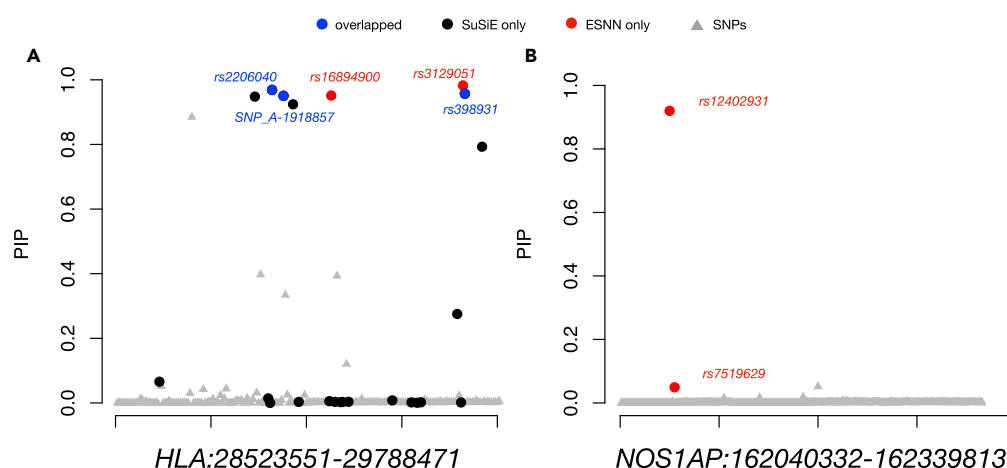 overlapped SuSiE only ESNN only SNPs
A B
rs2206040 rs16894900 rs3129051
SNP_A-1918857 rs398931
rs12402931
rs7519629
PIP
0.0 0.2 0.4 0.6 0.8 1.0
PIP
0.0 0.2 0.4 0.6 0.8 1.0
HLA:28523551-29788471
NOS1AP:162040332-162339813